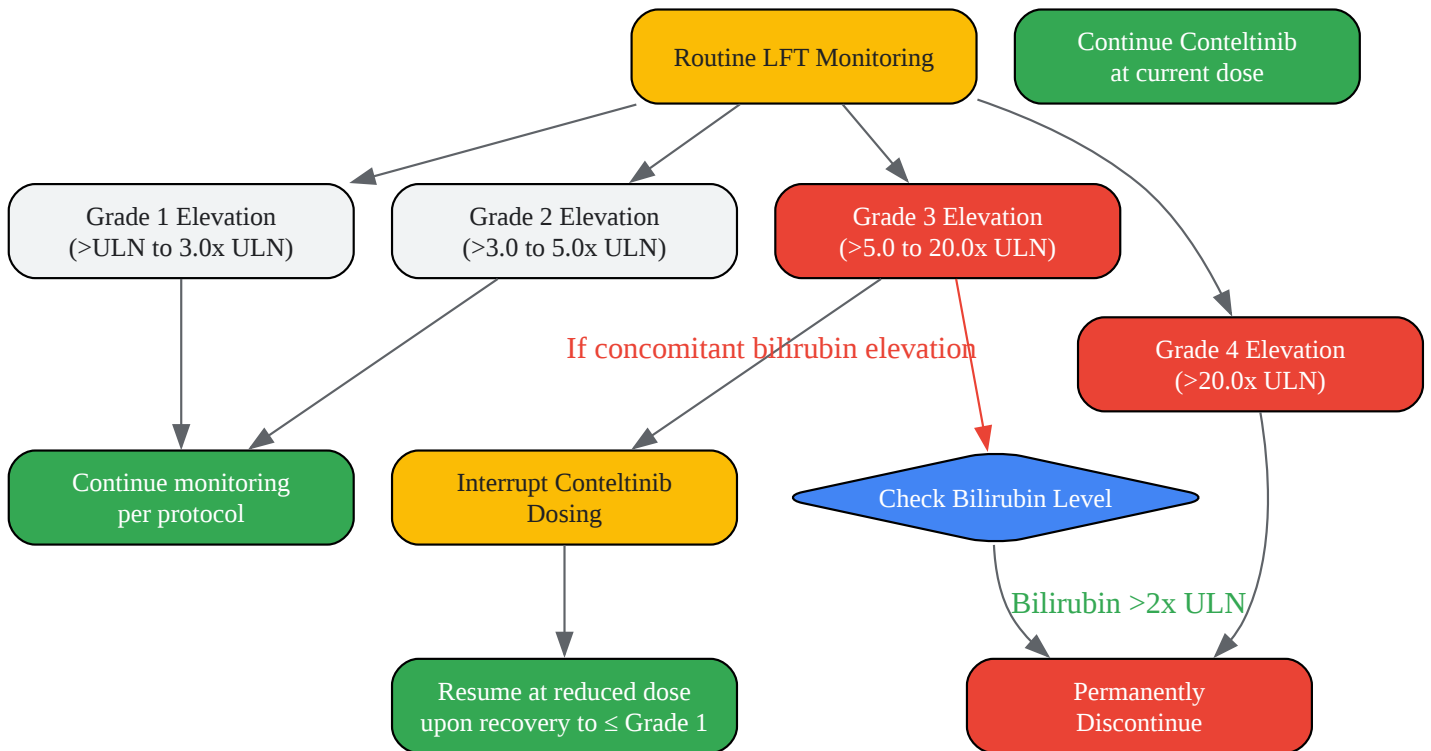 Routine LFT Monitoring
Continue Conteltinib
at current dose
Grade 1 Elevation
(>ULN to 3.0x ULN)
Grade 2 Elevation
(>3.0 to 5.0x ULN)
Grade 3 Elevation
(>5.0 to 20.0x ULN)
If concomitant bilirubin elevation
Grade 4 Elevation
(>20.0x ULN)
Continue monitoring
per protocol
Interrupt Conteltinib
Dosing
Check Bilirubin Level
Bilirubin >2x ULN
Resume at reduced dose
upon recovery to ≤ Grade 1
Permanently
Discontinue